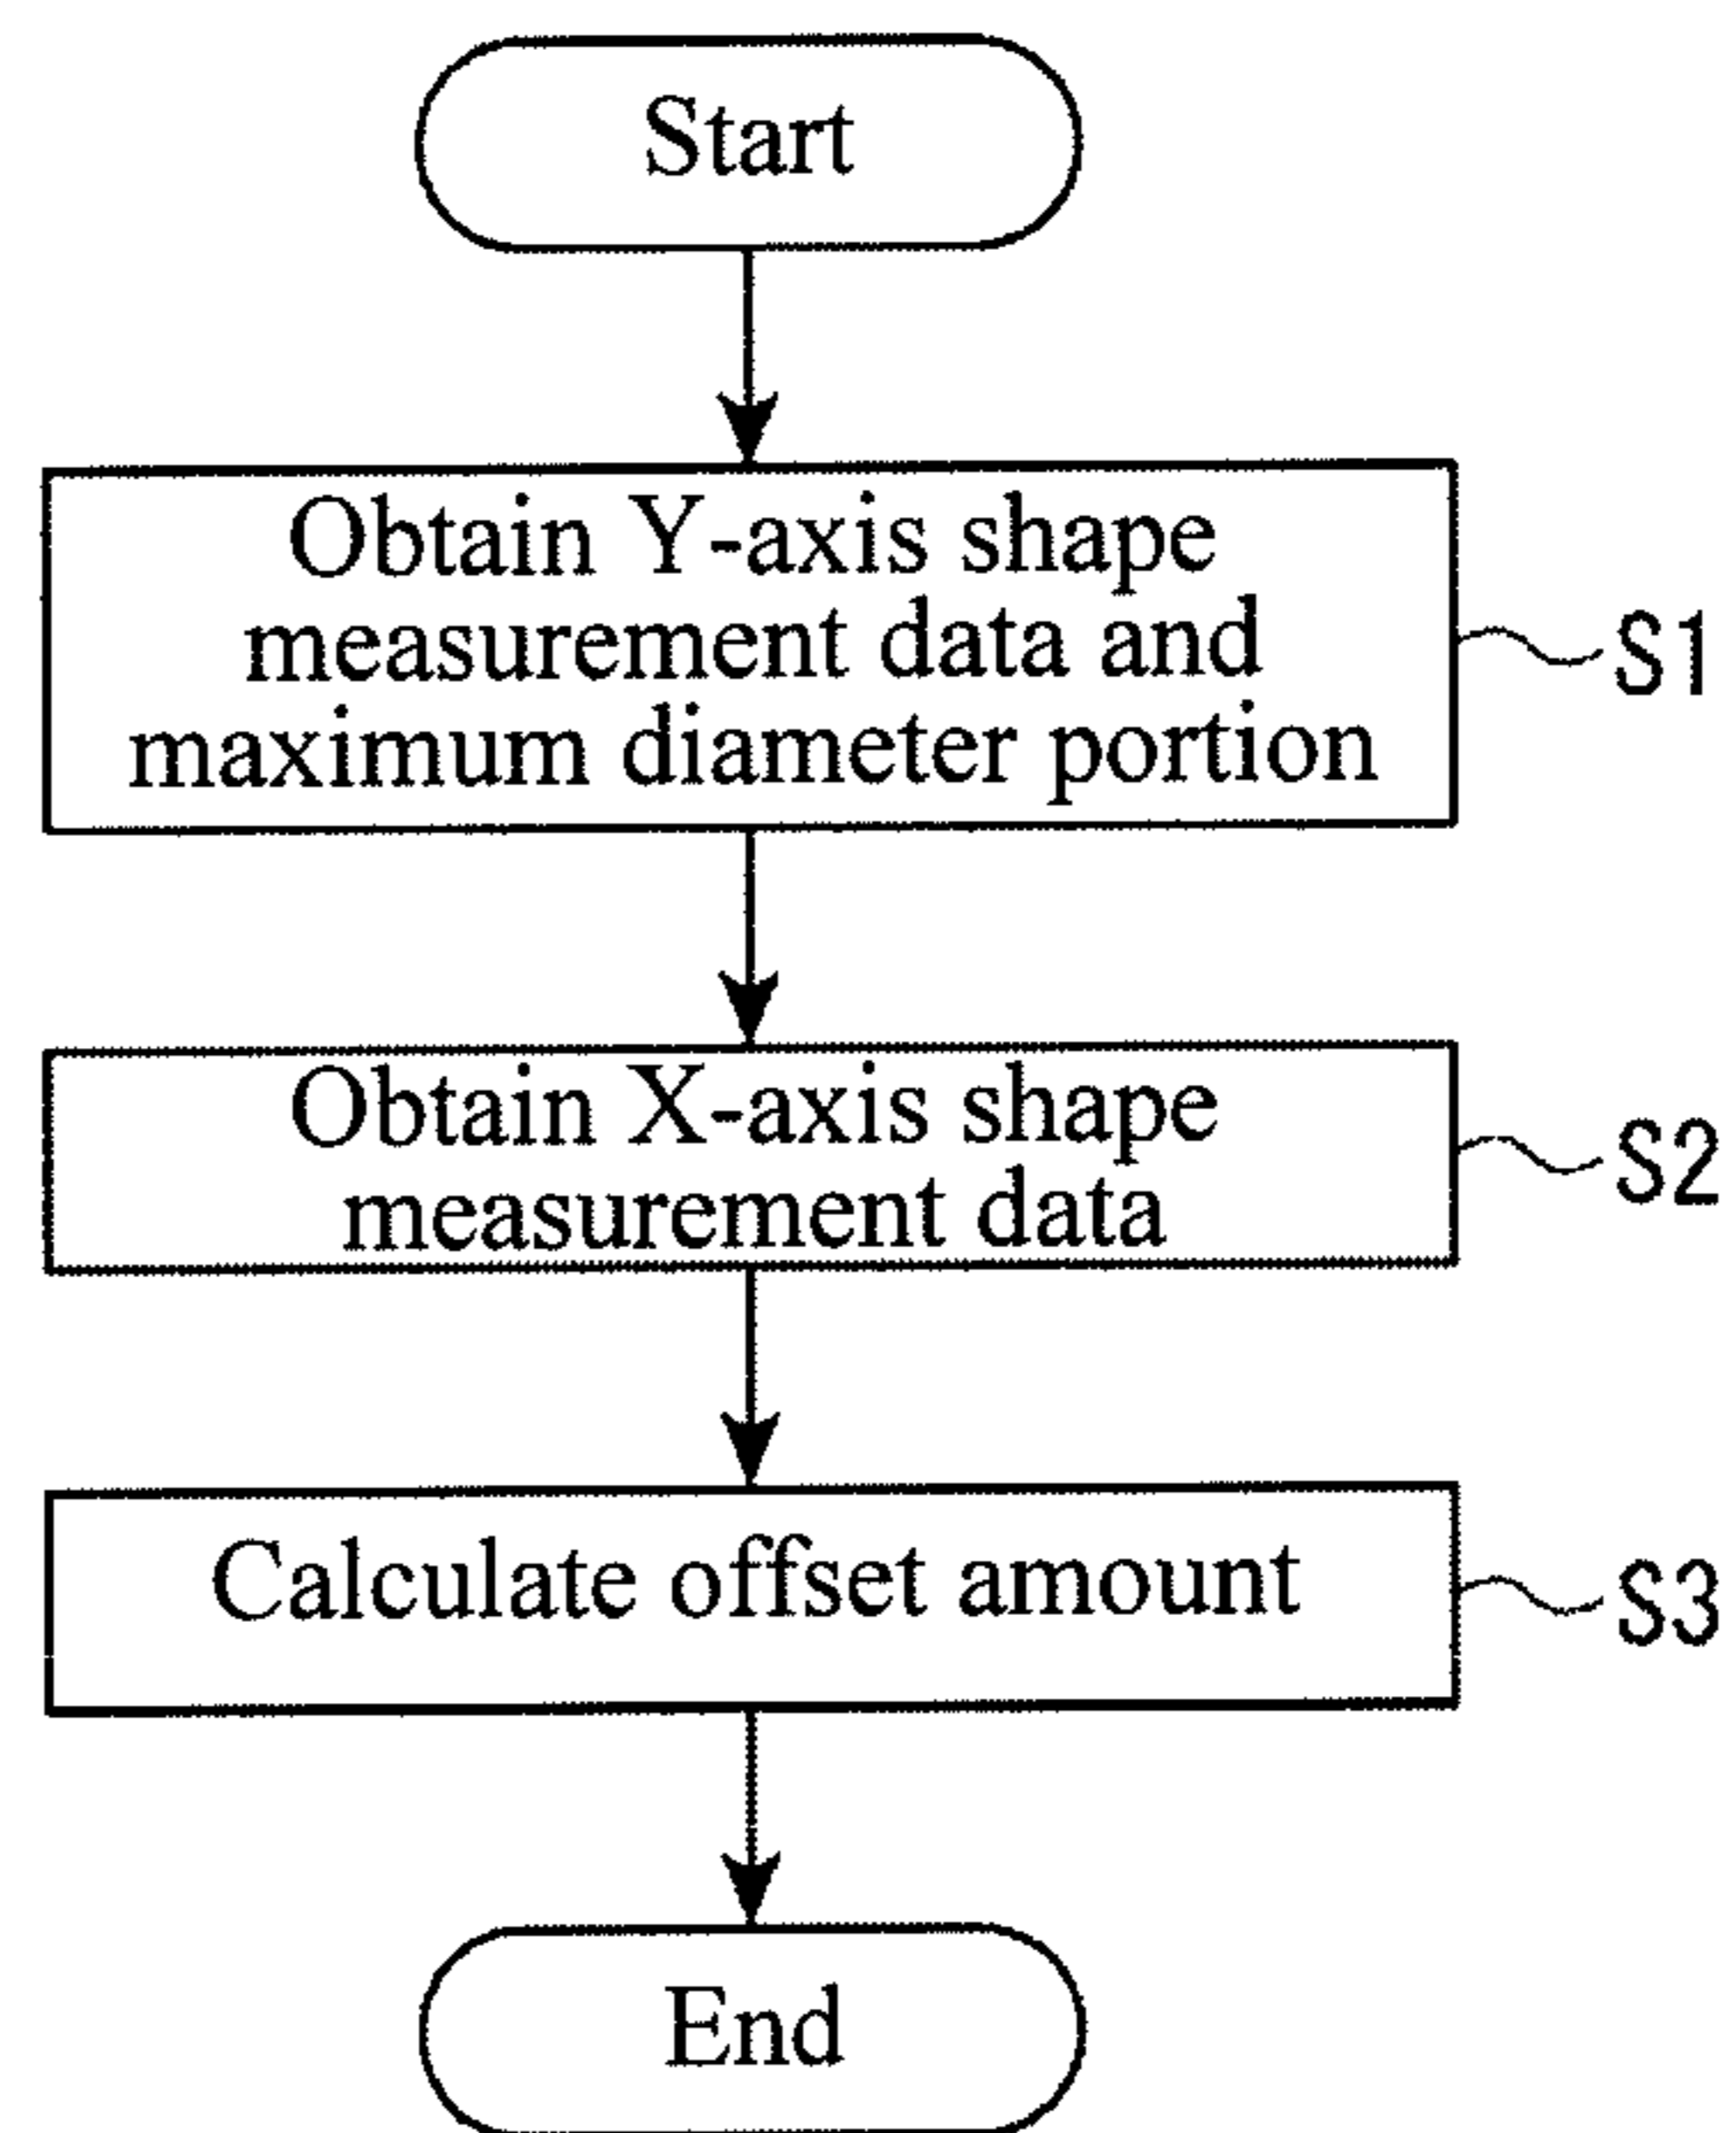 Start
Obtain Y-axis shape
measurement data and
maximum diameter portion
S1
Obtain X-axis shape
measurement data
S2
Calculate offset amount
S3
End